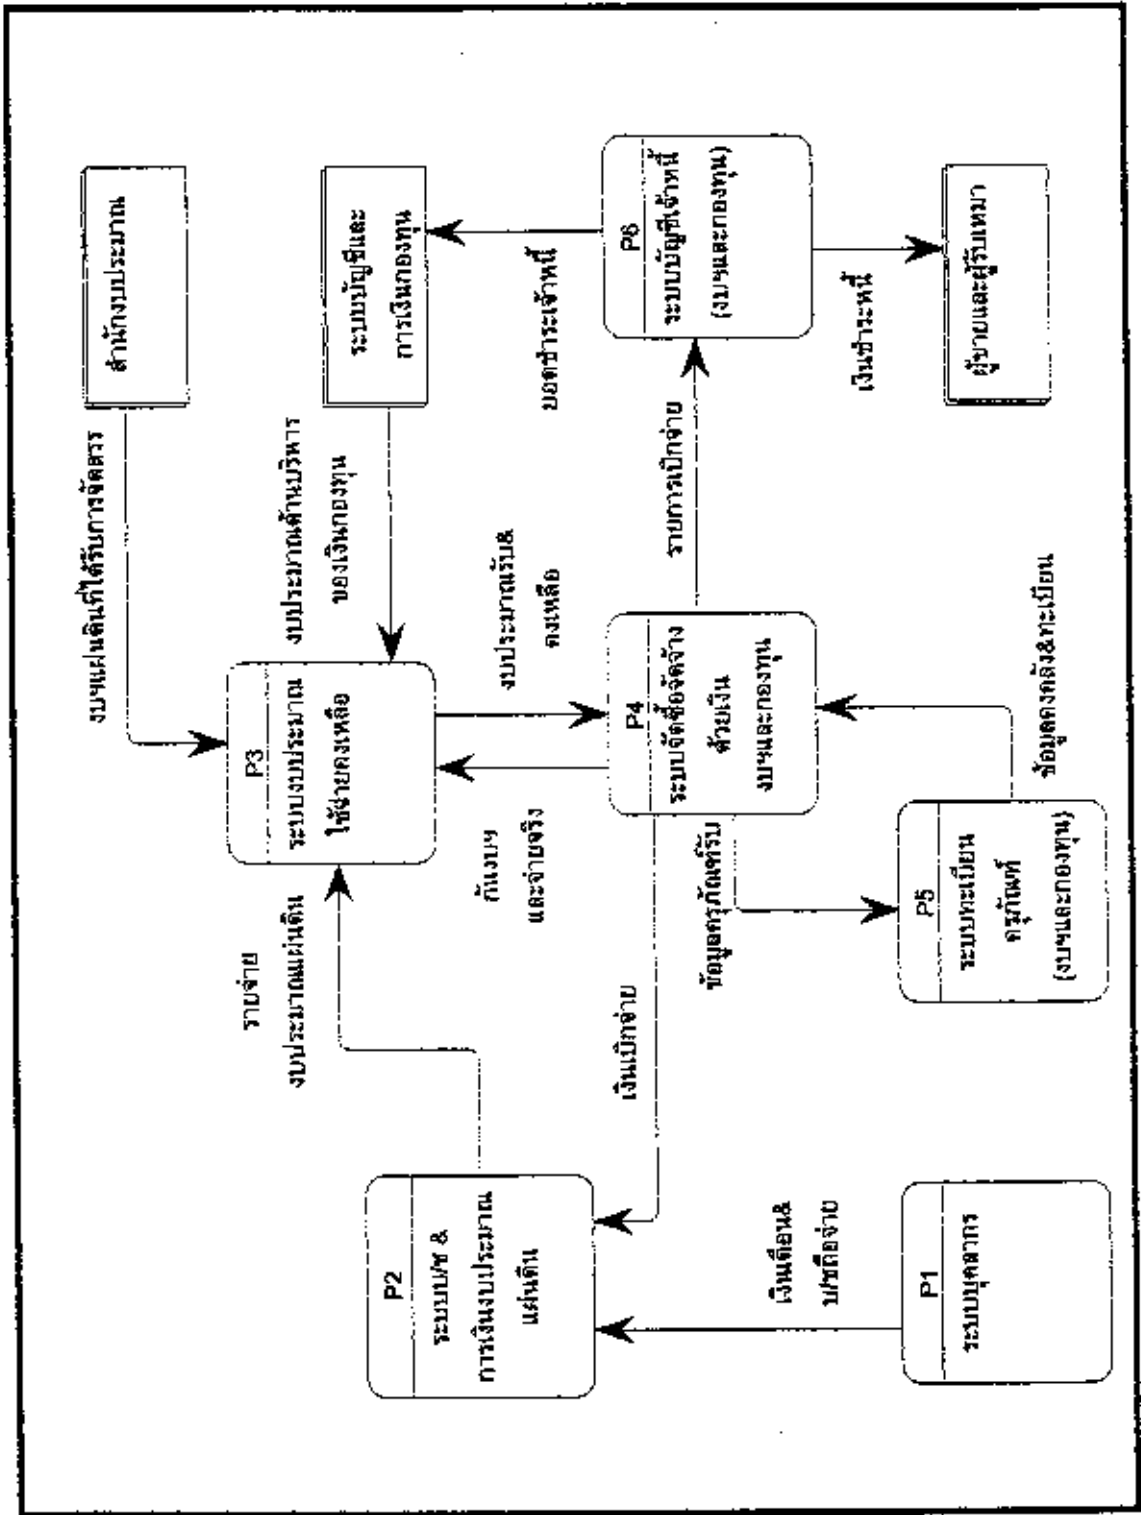 สำนักงบประมาณ
งบฯแผ่นดินที่ได้รับการจัดสรร
ระบบบัญชีและ
การเงินกองทุน
งบประมาณด้านบริหาร
ของเงินกองทุน
P3
ระบบงบประมาณ
ใช้จ่ายคงเหลือ
รายจ่าย
งบประมาณแผ่นดิน
P2
ระบบบ/ช &
การเงินงบประมาณ
แผ่นดิน
กันงบฯ
และจ่ายจริง
งบประมาณรับ&
คงเหลือ
ยอดชำระเจ้าหนี้
P6
ระบบบัญชีเจ้าหนี้
(งบฯและกองทุน)
รายการเบิกจ่าย
P4
ระบบจัดซื้อจัดจ้าง
ด้วยเงิน
งบฯและกองทุน
เงินเบิกจ่าย
ข้อมูลครุภัณฑ์รับ
เงินเดือน&
บ/ชถือจ่าย
เงินชำระหนี้
ผู้ขายและผู้รับเหมา
ข้อมูลคงคลัง&ทะเบียน
P5
ระบบทะเบียน
ครุภัณฑ์
(งบฯและกองทุน)
P1
ระบบบุคลากร